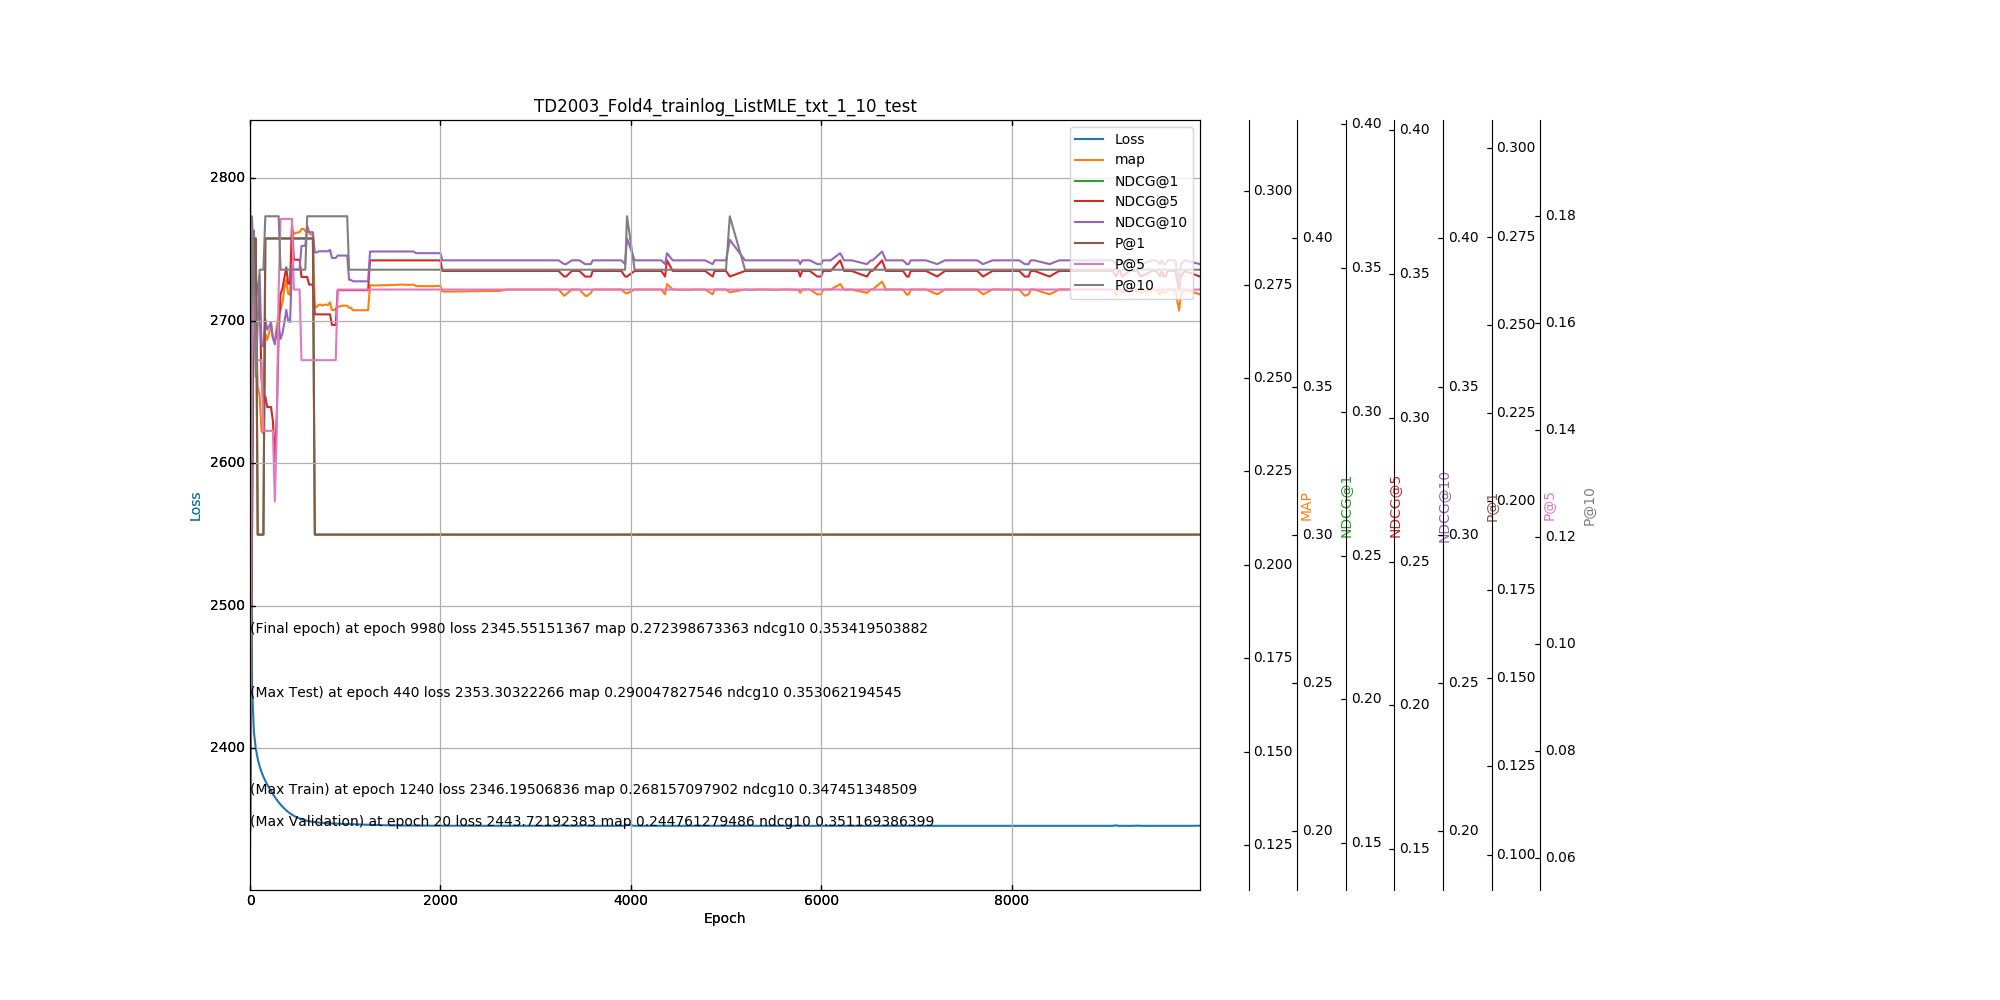 TD2003_Fold4_trainlog_ListMLE_txt_1_10_test
Loss
map
NDCG@1
NDCG@5
NDCG@10
P@1
P@5
P@10
2800
2700
2600
2500
2400
Loss
(Final epoch) at epoch 9980 loss 2345.55151367 map 0.272398673363 ndcg10 0.353419503882
(Max Test) at epoch 440 loss 2353.30322266 map 0.290047827546 ndcg10 0.353062194545
(Max Train) at epoch 1240 loss 2346.19506836 map 0.268157097902 ndcg10 0.347451348509
(Max Validation) at epoch 20 loss 2443.72192383 map 0.244761279486 ndcg10 0.351169386399
0 2000 4000 6000 8000
Epoch
0.300
0.275
0.250
0.225
0.200
0.175
0.150
0.125
MAP
0.40
0.35
0.30
0.25
0.20
NDCG@1
0.40
0.35
0.30
0.25
0.20
0.15
NDCG@5
0.40
0.35
0.30
0.25
0.20
0.15
NDCG@10
0.40
0.35
0.30
0.25
0.20
P@1
0.300
0.275
0.250
0.225
0.200
0.175
0.150
0.125
0.100
P@5
0.18
0.16
0.14
0.12
0.10
0.08
0.06
P@10